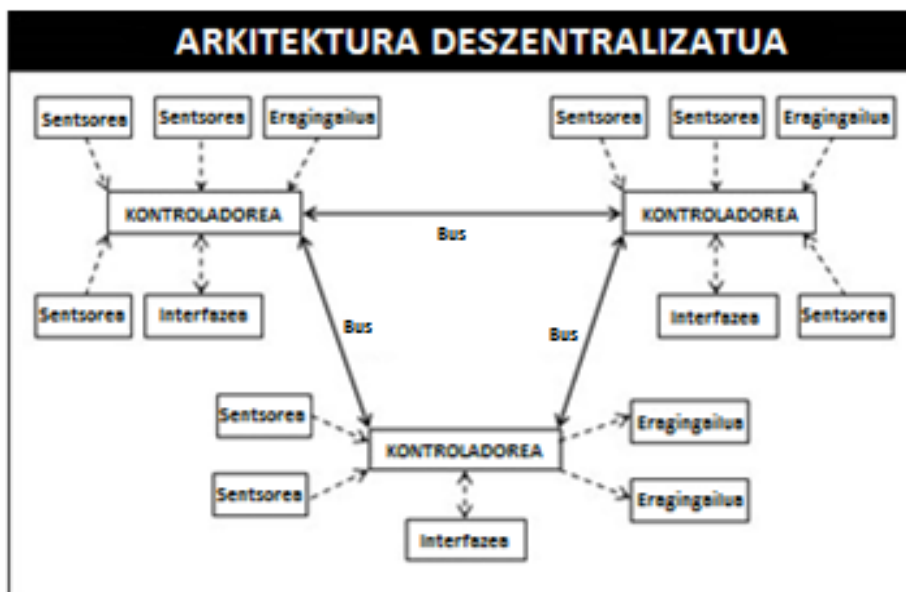 ARKITEKTURA DESZENTRALIZATUA
Sentsorea
Sentsorea
Eragingailua
Sentsorea
Sentsorea
Eragingailua
KONTROLADOREA
KONTROLADOREA
Bus
Sentsorea
Interfazea
Interfazea
Sentsorea
Bus
Bus
Sentsorea
Eragingailua
KONTROLADOREA
Sentsorea
Eragingailua
Interfazea